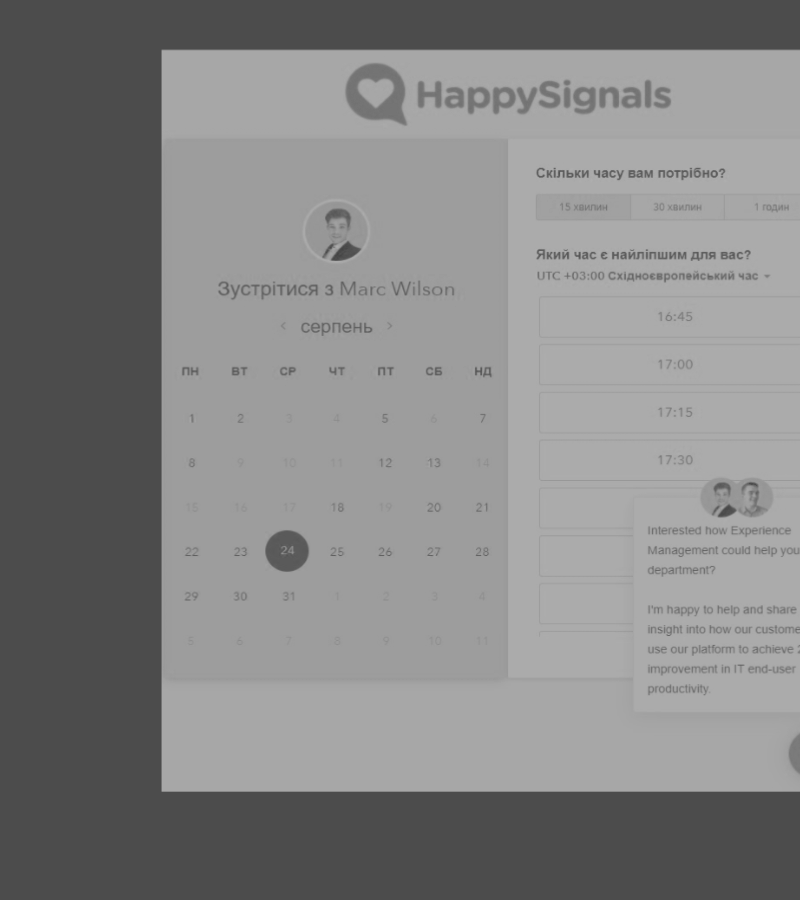 HappySignals
Зустрітися з Marc Wilson
серпень
ПН ВТ СР ЧТ ПТ СБ НД
1 2 3 4 5 6 7
8 9 10 11 12 13 14
15 16 17 18 19 20 21
22 23 24 25 26 27 28
29 30 31 1 2 3 4
5 6 7 8 9 10 11
Скільки часу вам потрібно?
15 хвилин 30 хвилин 1 годин
Який час є найліпшим для вас?
UTC +03:00 Східноєвропейський час
16:45
17:00
17:15
17:30
Interested how Experience
Management could help you
department?
I'm happy to help and share
insight into how our custome
use our platform to achieve 2
improvement in IT end-user
productivity.